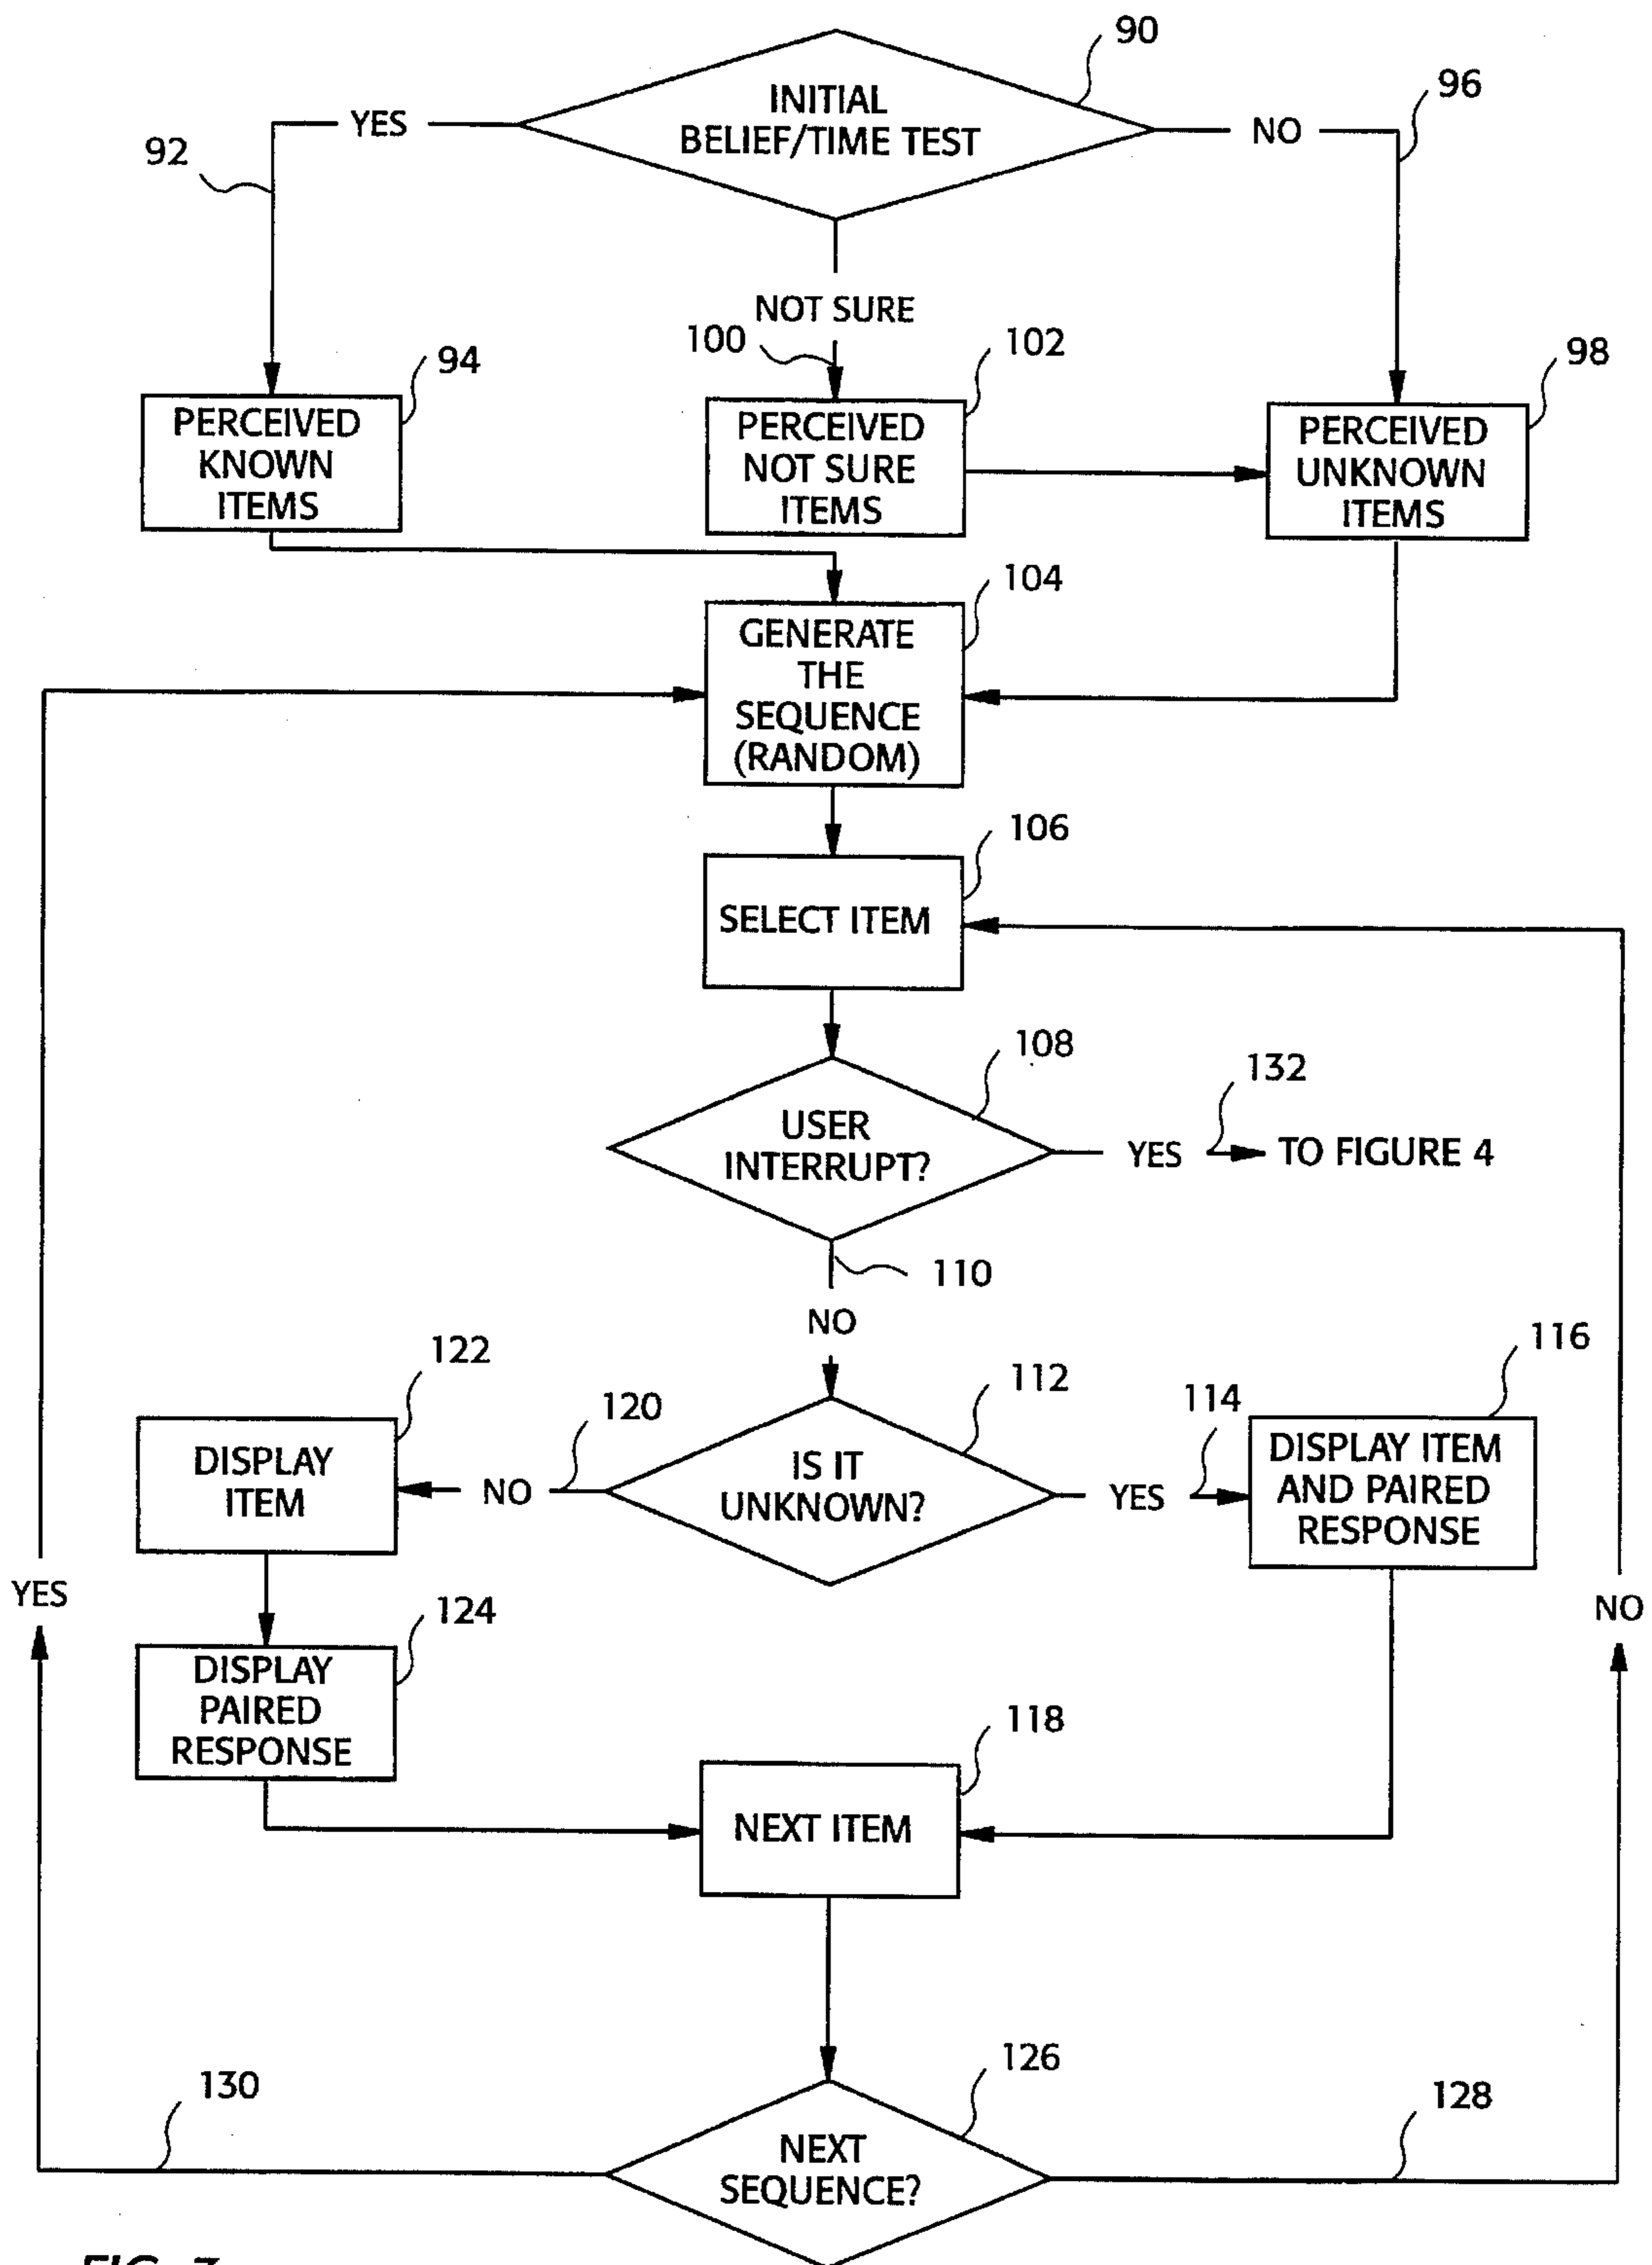 90
INITIAL
BELIEF/TIME TEST
YES
NO
96
92
NOT SURE
100
102
94
98
PERCEIVED
KNOWN
ITEMS
PERCEIVED
NOT SURE
ITEMS
PERCEIVED
UNKNOWN
ITEMS
104
GENERATE
THE
SEQUENCE
(RANDOM)
106
SELECT ITEM
108
132
USER
INTERRUPT?
YES
TO FIGURE 4
110
NO
122
120
112
114
116
DISPLAY
ITEM
NO
IS IT
UNKNOWN?
YES
DISPLAY ITEM
AND PAIRED
RESPONSE
YES
NO
124
DISPLAY
PAIRED
RESPONSE
118
NEXT ITEM
126
130
128
NEXT
SEQUENCE?
FIG. 3